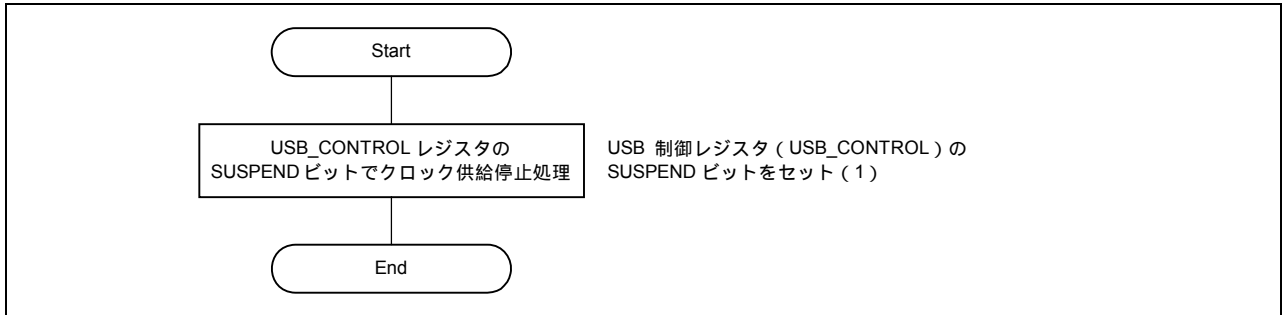 Start
USB_CONTROL レジスタの
SUSPEND ビットでクロック供給停止処理
USB 制御レジスタ（USB_CONTROL）の
SUSPEND ビットをセット（1）
End